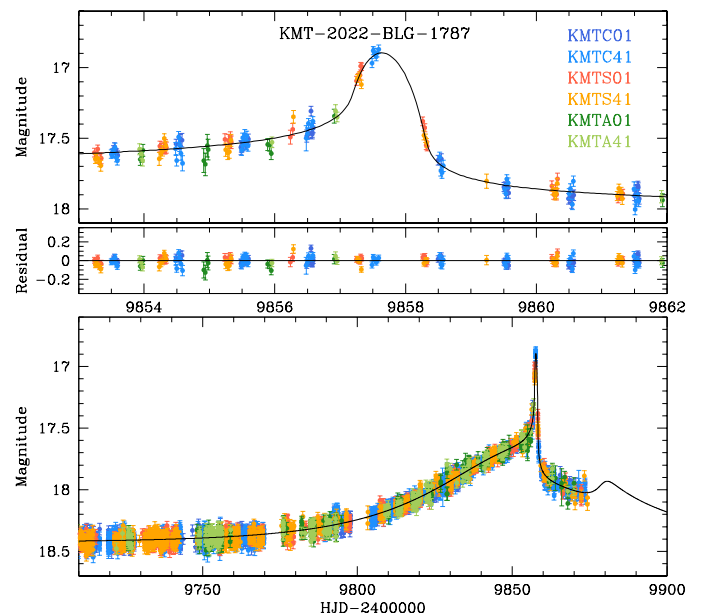 KMT-2022-BLG-1787
KMTC01
KMTC41
KMTS01
KMTS41
KMTA01
KMTA41
Magnitude
17
17.5
18
Residual
0.2
0
-0.2
9854 9856 9858 9860 9862
Magnitude
17
17.5
18
18.5
9750 9800 9850 9900
HJD-2400000